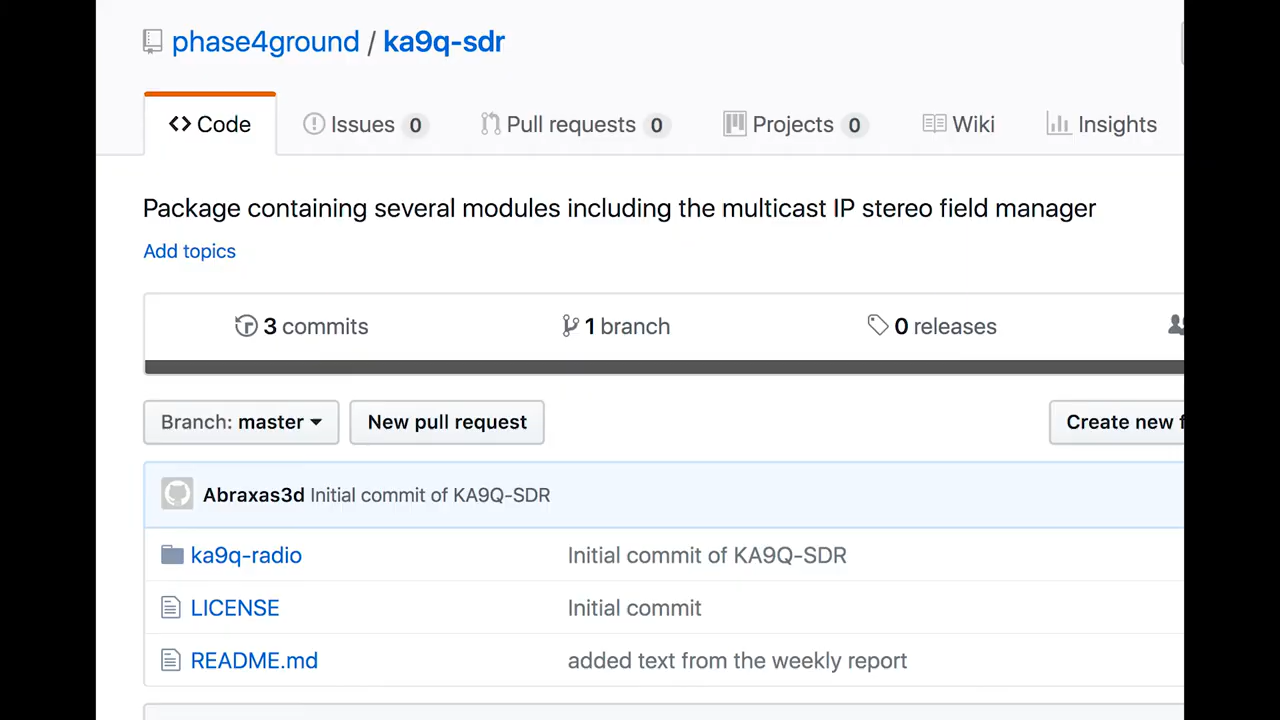 phase4ground / ka9q-sdr
Code Issues 0 Pull requests 0 Projects 0 Wiki Insights
Package containing several modules including the multicast IP stereo field manager
Add topics
3 commits 1 branch 0 releases
Branch: master New pull request Create new f
Abraxas3d Initial commit of KA9Q-SDR
ka9q-radio Initial commit of KA9Q-SDR
LICENSE Initial commit
README.md added text from the weekly report